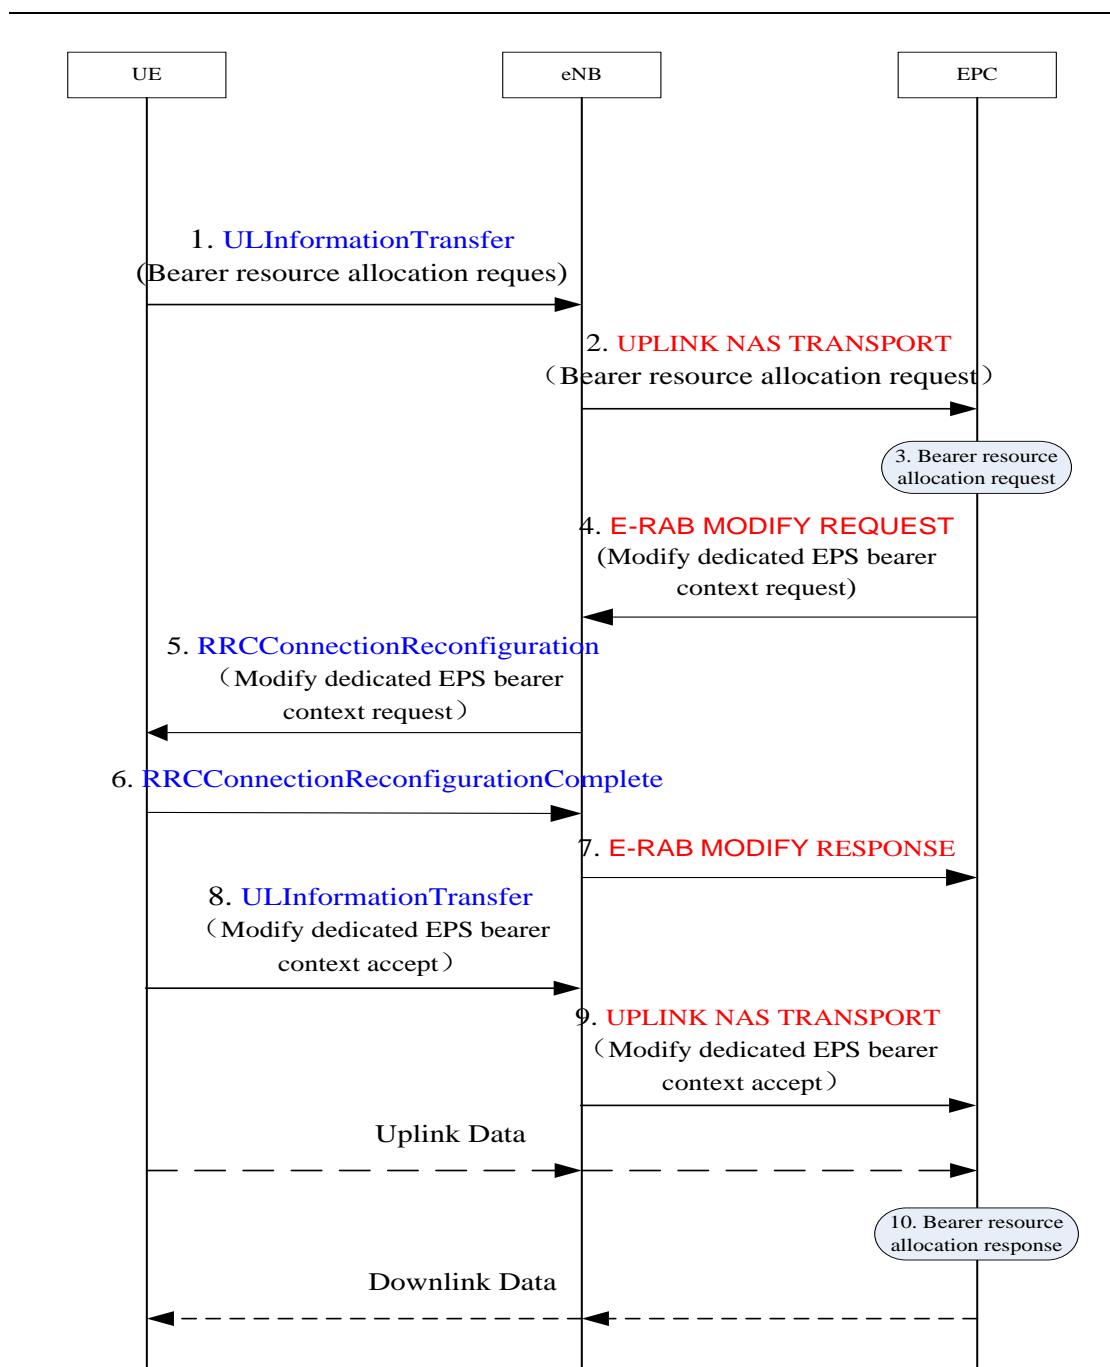 UE
eNB
EPC
1. ULInformationTransfer
(Bearer resource allocation reques)
2. UPLINK NAS TRANSPORT
（Bearer resource allocation request）
3. Bearer resource
allocation request
4. E-RAB MODIFY REQUEST
(Modify dedicated EPS bearer
context request)
5. RRCConnectionReconfiguration
（Modify dedicated EPS bearer
context request）
6. RRCConnectionReconfigurationComplete
7. E-RAB MODIFY RESPONSE
8. ULInformationTransfer
（Modify dedicated EPS bearer
context accept）
9. UPLINK NAS TRANSPORT
（Modify dedicated EPS bearer
context accept）
Uplink Data
10. Bearer resource
allocation response
Downlink Data